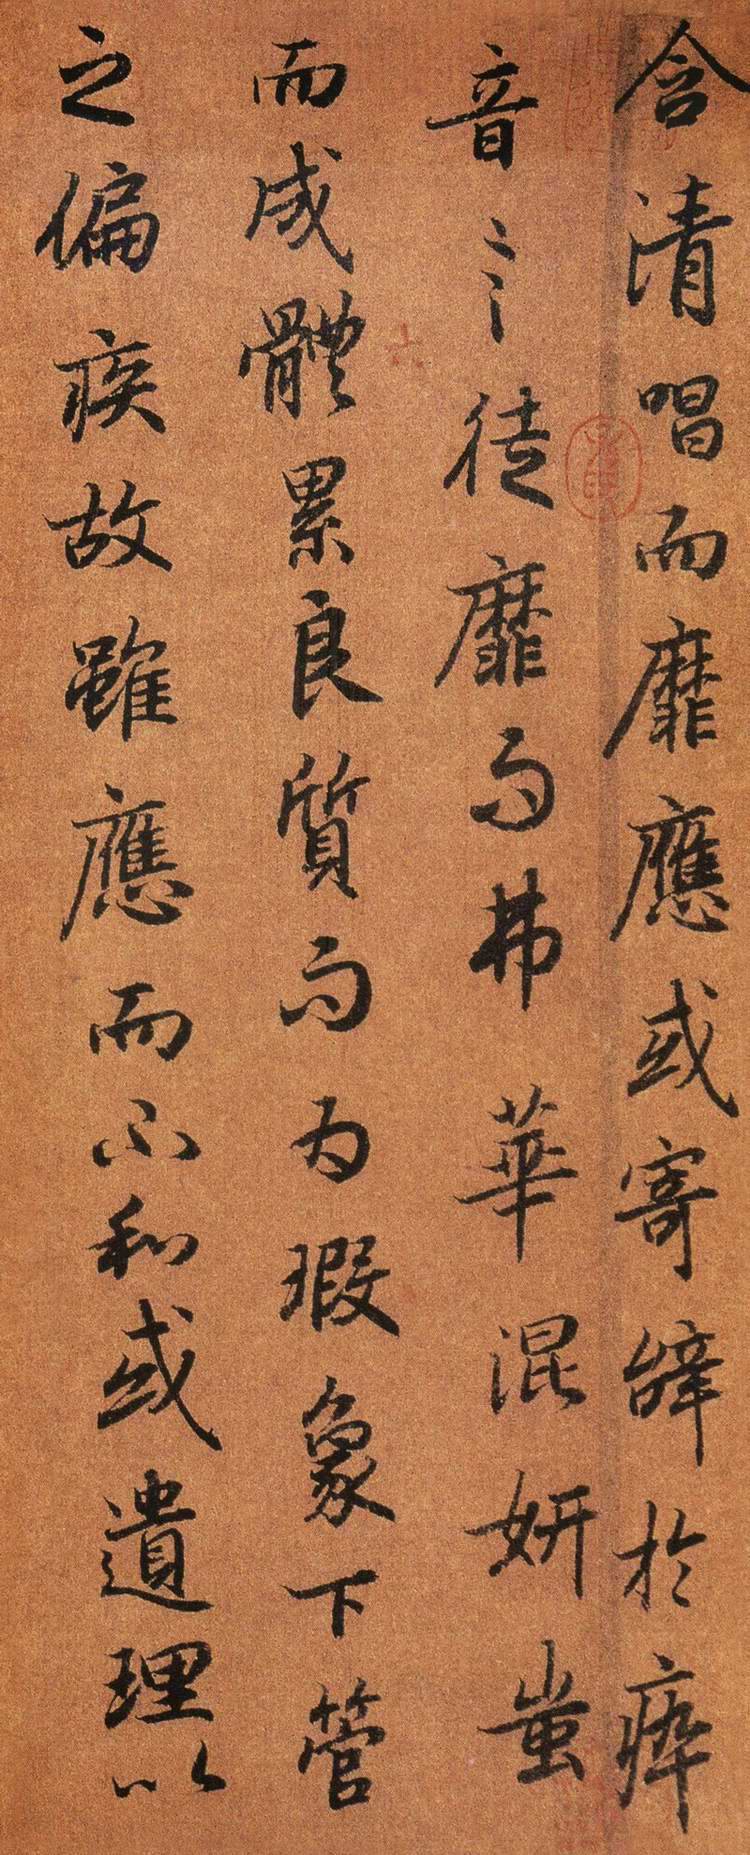 含清唱而靡應或寄辭於瘁
音言徒靡而弗華混妍蚩
而成體累良質而為瑕象下管
之偏疾故雖應而不和或遺理以